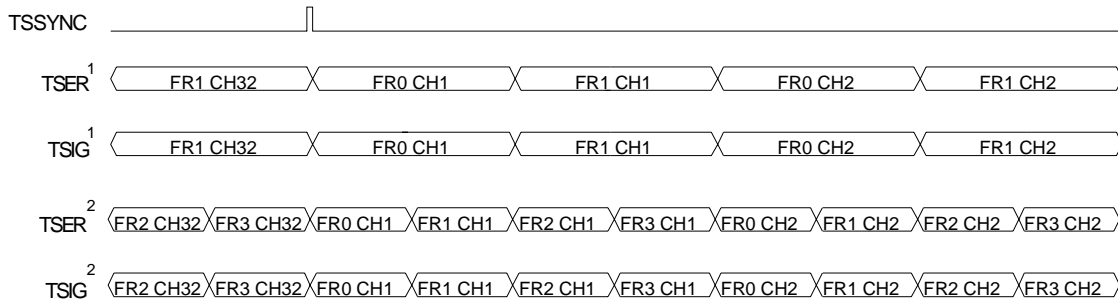 TSSYNC
TSER¹ FR1 CH32 FR0 CH1 FR1 CH1 FR0 CH2 FR1 CH2
TSIG¹ FR1 CH32 FR0 CH1 FR1 CH1 FR0 CH2 FR1 CH2
TSER² FR2 CH32 FR3 CH32 FR0 CH1 FR1 CH1 FR2 CH1 FR3 CH1 FR0 CH2 FR1 CH2 FR2 CH2 FR3 CH2
TSIG² FR2 CH32 FR3 CH32 FR0 CH1 FR1 CH1 FR2 CH1 FR3 CH1 FR0 CH2 FR1 CH2 FR2 CH2 FR3 CH2